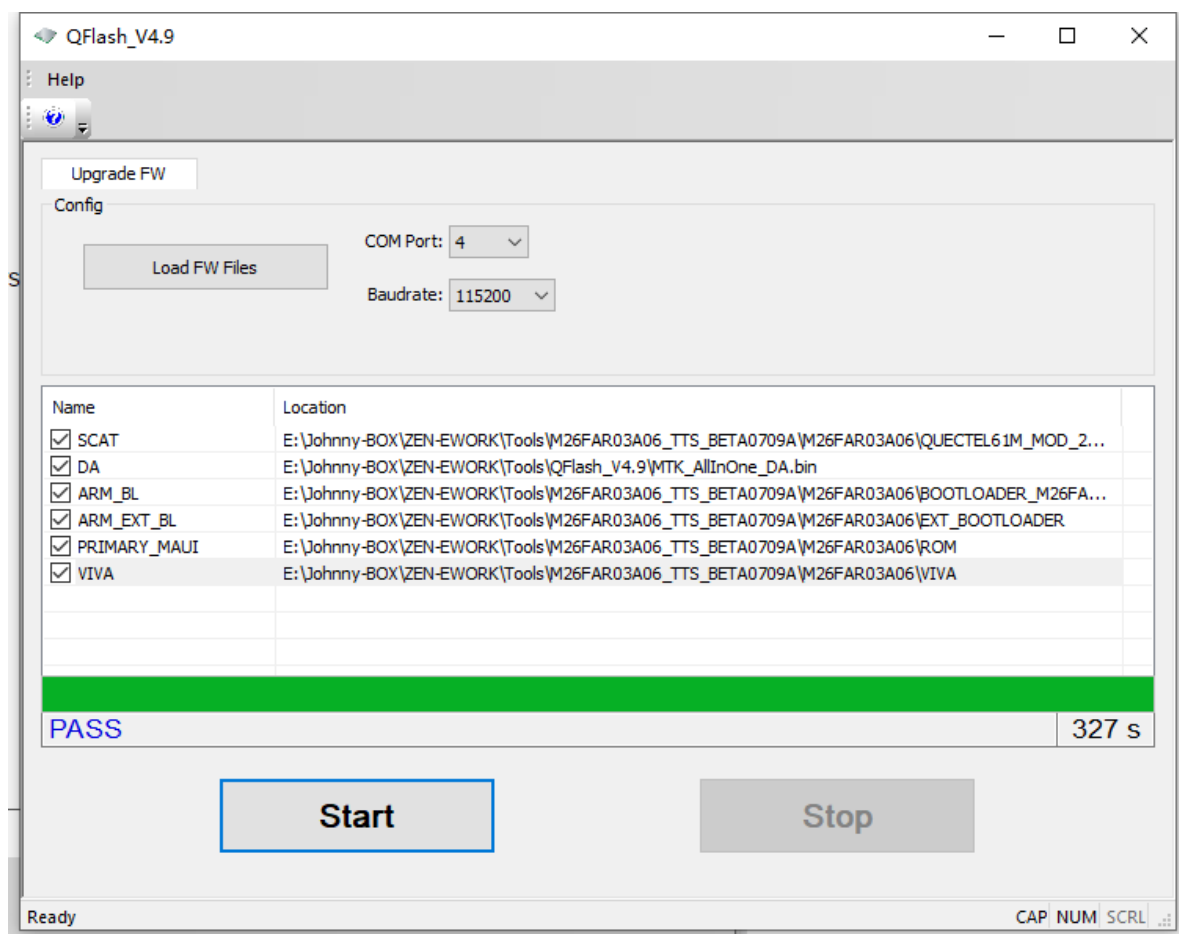 QFlash_V4.9
Help
Upgrade FW
Config
Load FW Files
COM Port: 4
Baudrate: 115200
Name Location
SCAT E:\Johnny-BOX\ZEN-EWORK\Tools\M26FAR03A06_TTS_BETA0709A\M26FAR03A06\QUECTEL61M_MOD_2...
DA E:\Johnny-BOX\ZEN-EWORK\Tools\QFlash_V4.9\MTK_AllInOne_DA.bin
ARM_BL E:\Johnny-BOX\ZEN-EWORK\Tools\M26FAR03A06_TTS_BETA0709A\M26FAR03A06\BOOTLOADER_M26FA...
ARM_EXT_BL E:\Johnny-BOX\ZEN-EWORK\Tools\M26FAR03A06_TTS_BETA0709A\M26FAR03A06\EXT_BOOTLOADER
PRIMARY_MAUI E:\Johnny-BOX\ZEN-EWORK\Tools\M26FAR03A06_TTS_BETA0709A\M26FAR03A06\ROM
VIVA E:\Johnny-BOX\ZEN-EWORK\Tools\M26FAR03A06_TTS_BETA0709A\M26FAR03A06\VIVA
PASS 327 s
Start Stop
Ready CAP NUM SCRL